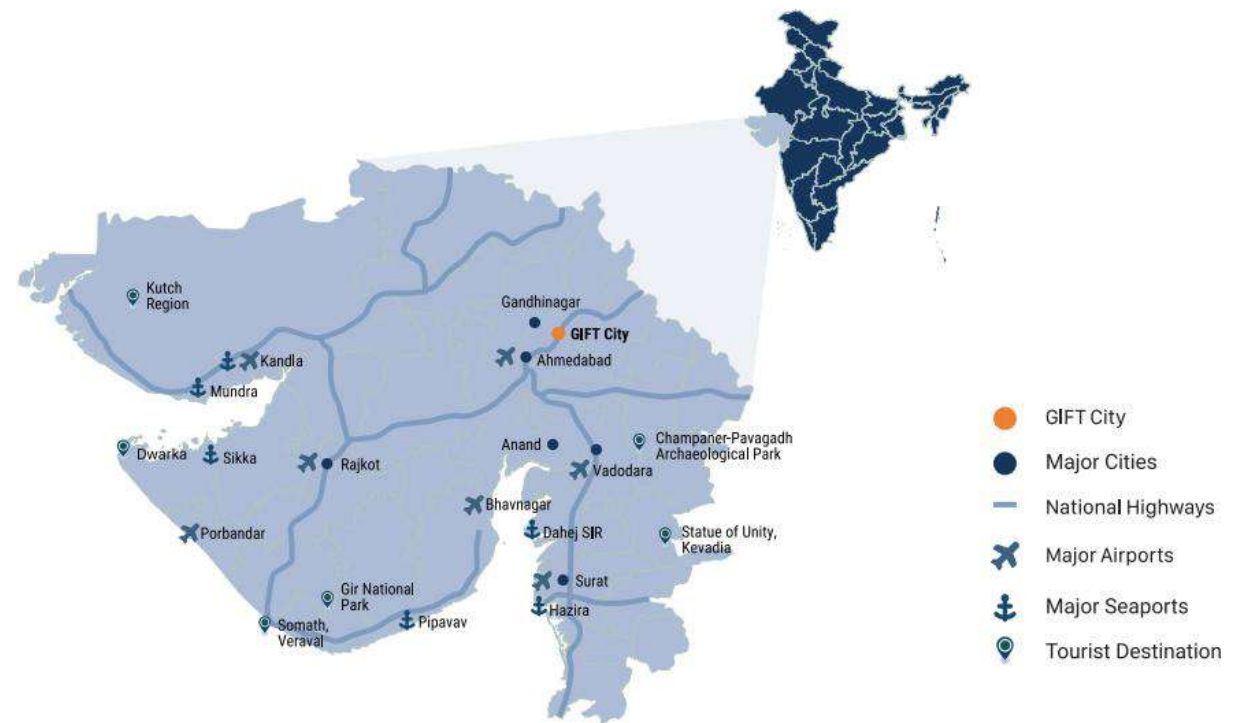 Kutch
Region
Gandhinagar
GIFT City
Kandla
Ahmedabad
Mundra
Dwarka
Sikka
Rajkot
Anand
Vadodara
Champaner-Pavagadh
Archaeological Park
Bhavnagar
Porbandar
Dahej SIR
Statue of Unity,
Kevadia
Gir National
Park
Surat
Hazira
Somath,
Veraval
Pipavav
GIFT City
Major Cities
National Highways
Major Airports
Major Seaports
Tourist Destination